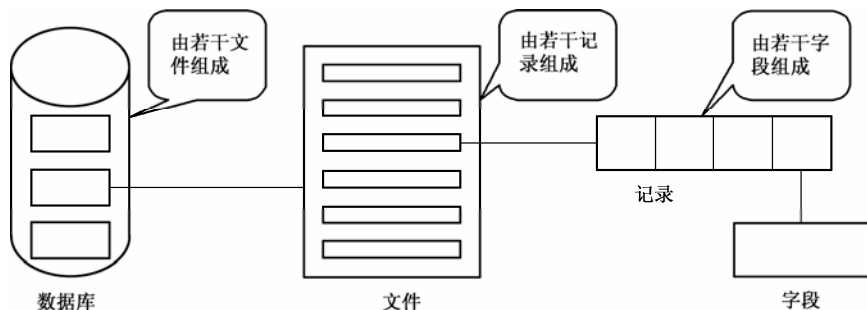 由若干文
件组成
由若干记
录组成
由若干字
段组成
记录
数据库
文件
字段